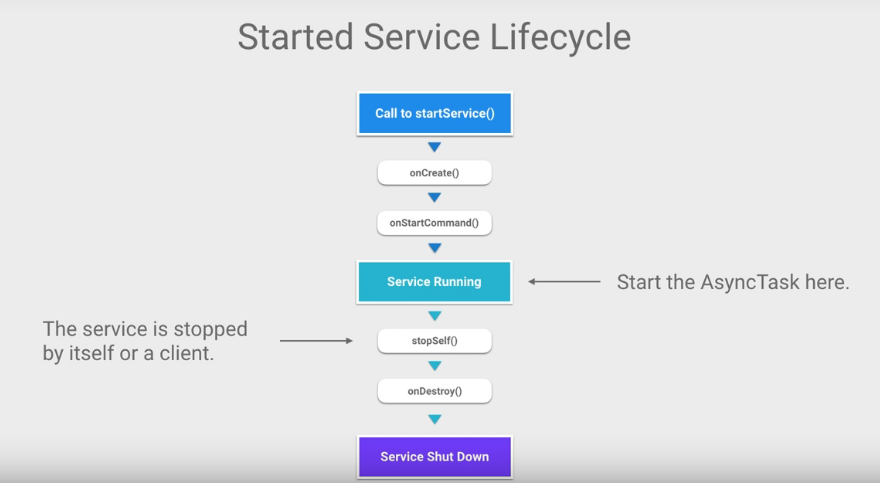 Started Service Lifecycle
Call to startService()
onCreate()
onStartCommand()
Service Running
Start the AsyncTask here.
The service is stopped
by itself or a client.
stopSelf()
onDestroy()
Service Shut Down